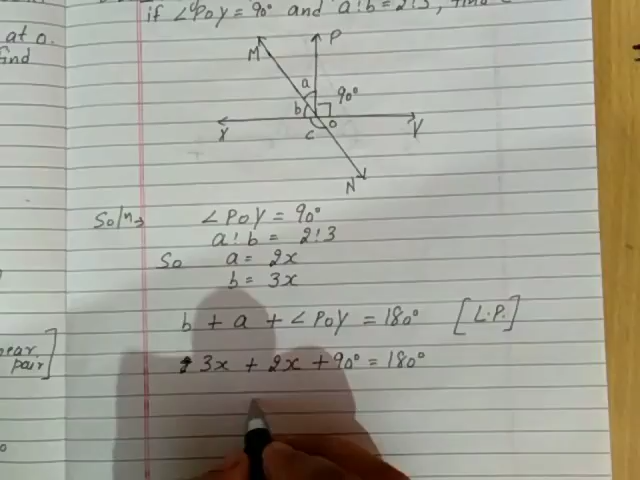 at o.
find
if ∠POY = 90° and a:b = 2:3, find
M
P
a
90°
b
X
O
Y
C
N
Soln→ ∠POY = 90°
a:b = 2:3
So a = 2x
b = 3x
b + a + ∠POY = 180° [L.P.]
3x + 2x + 90° = 180°
pair]